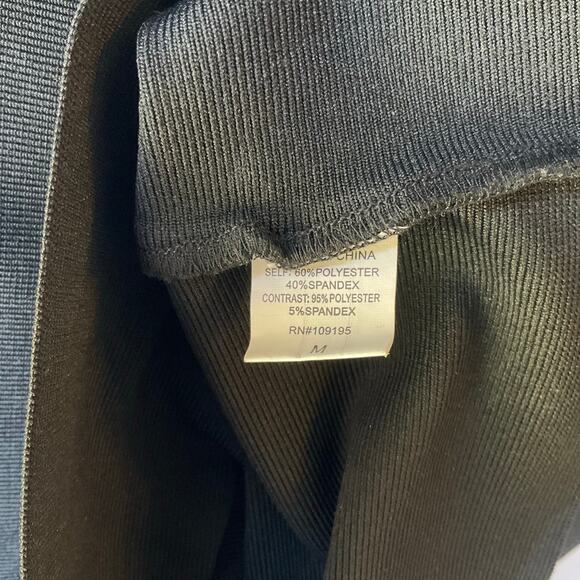 CHINA
SELF: 60%POLYESTER
40%SPANDEX
CONTRAST: 95%POLYESTER
5%SPANDEX
RN#109195
M